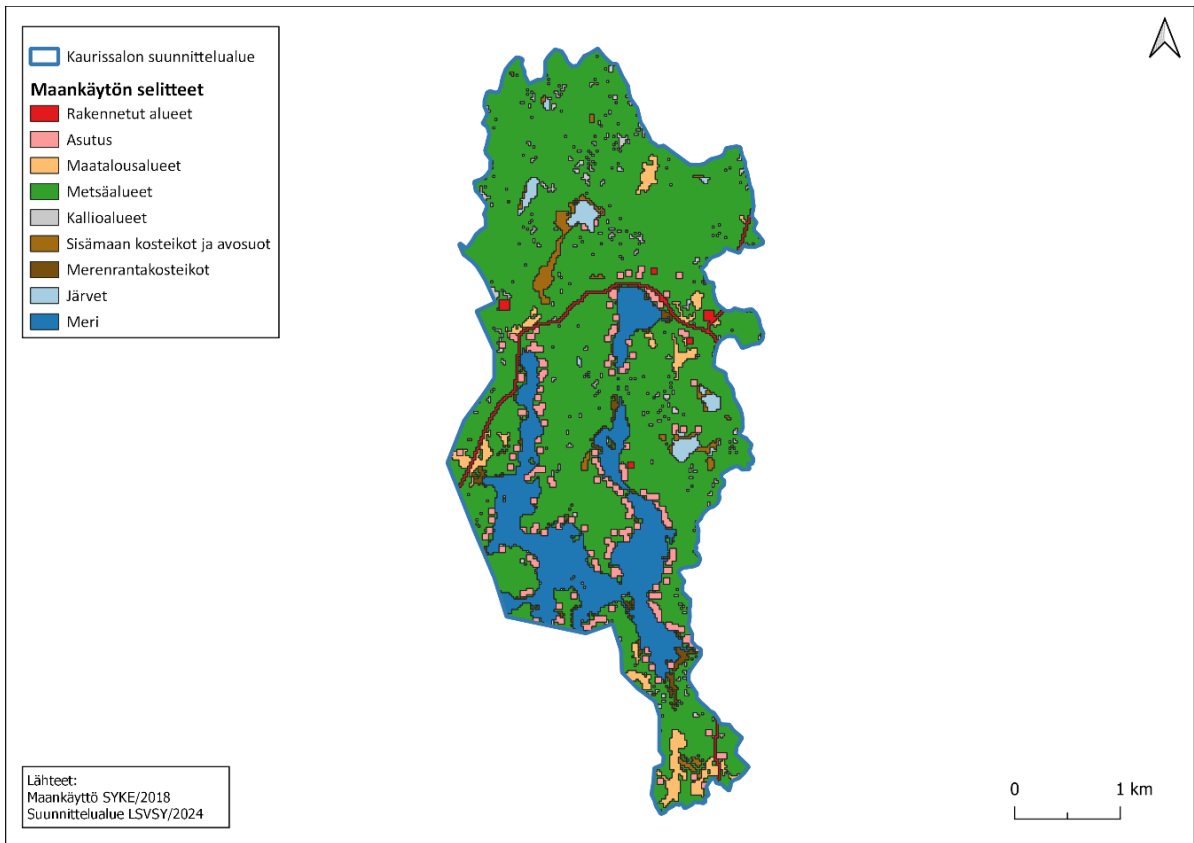 Kaurissalon suunnittelualue
Maankäytön selitteet
Rakennetut alueet
Asutus
Maatalousalueet
Metsäalueet
Kallioalueet
Sisämaan kosteikot ja avosuot
Merenrantakosteikot
Järvet
Meri
Lähteet:
Maankäyttö SYKE/2018
Suunnittelualue LSVSY/2024
0 1 km